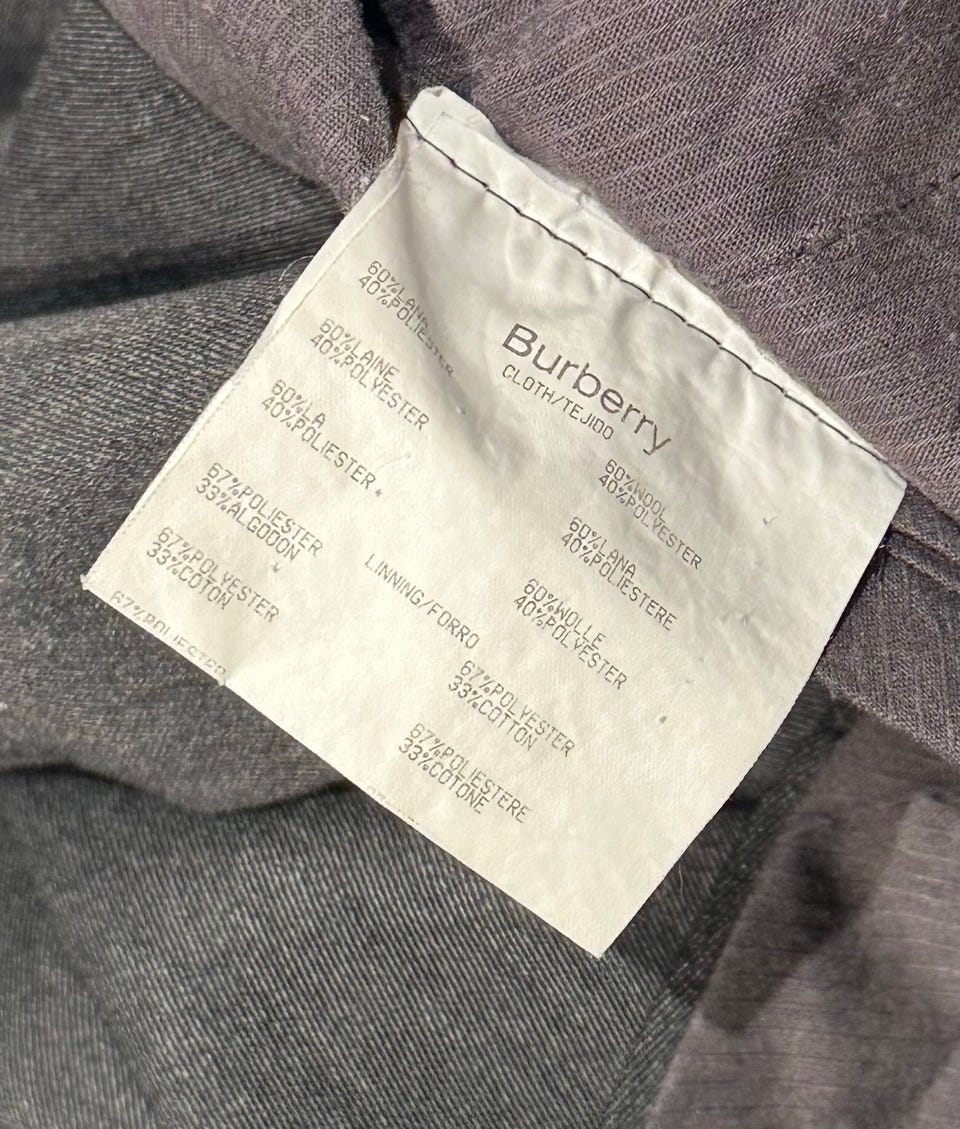 Burberry
CLOTH/TEJIDO
60%LANA
40%POLIESTER
60%WOOL
40%POLYESTER
60%LAINE
40%POLYESTER
60%LANA
40%POLIESTERE
60%LA
40%POLIESTER
60%WOLLE
40%POLYESTER
LINNING/FORRO
67%POLIESTER
33%ALGODON
67%POLYESTER
33%COTTON
67%POLYESTER
33%COTON
67%POLIESTERE
33%COTONE
67%POLIESTER